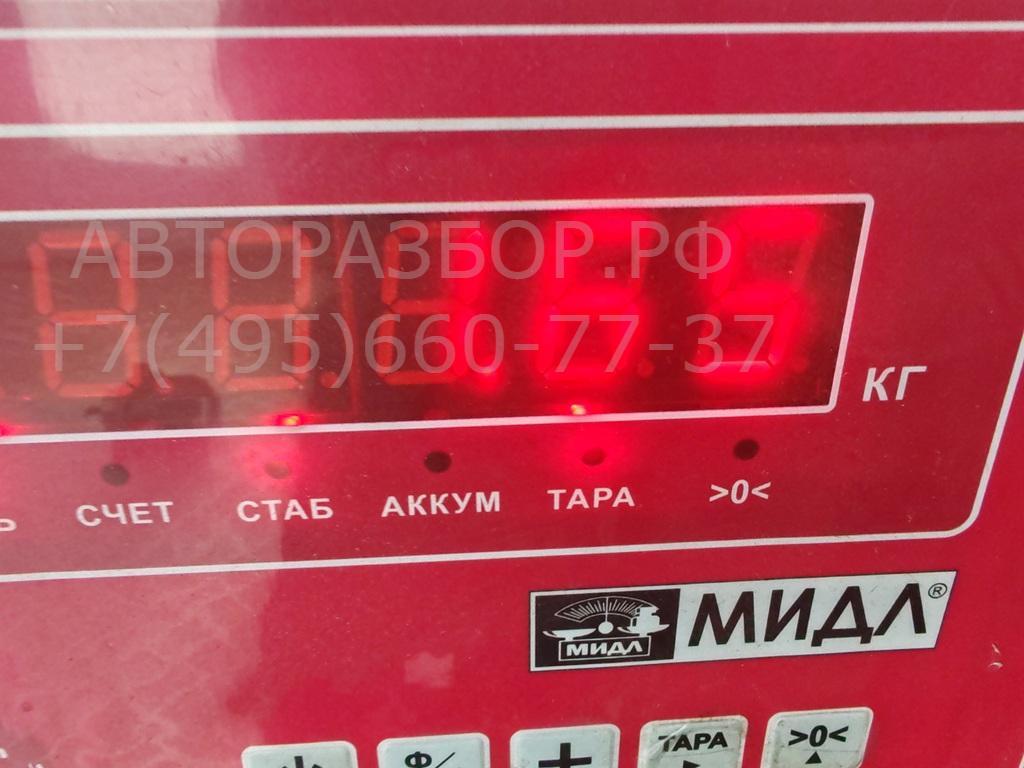 АВТОРАЗБОР.РФ
+7(495)660-77-37
КГ
Ь СЧЕТ СТАБ АККУМ ТАРА >0<
МИДЛ МИДЛ®
Ф/ + ТАРА >0<